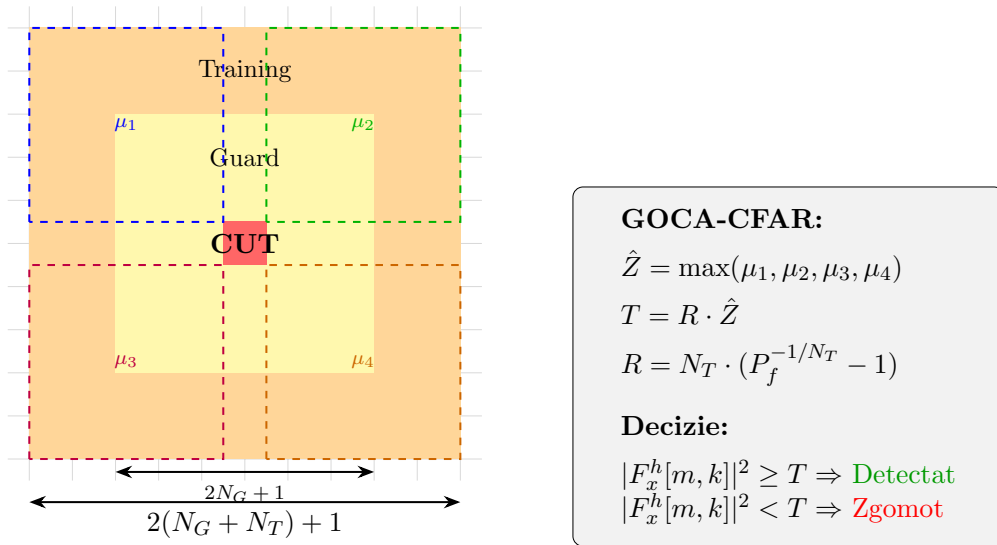 Training
μ₁ μ₂
Guard
CUT
μ₃ μ₄
2N_G + 1
2(N_G + N_T) + 1
GOCA-CFAR:
Ẑ = max(μ₁, μ₂, μ₃, μ₄)
T = R · Ẑ
R = N_T · (P_f^{-1/N_T} − 1)
Decizie:
|F_x^h[m, k]|² ≥ T ⇒ Detectat
|F_x^h[m, k]|² < T ⇒ Zgomot